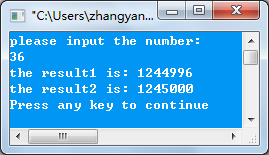 "C:\Users\zhangyan...
please input the number:
36
the result1 is: 1244996
the result2 is: 1245000
Press any key to continue